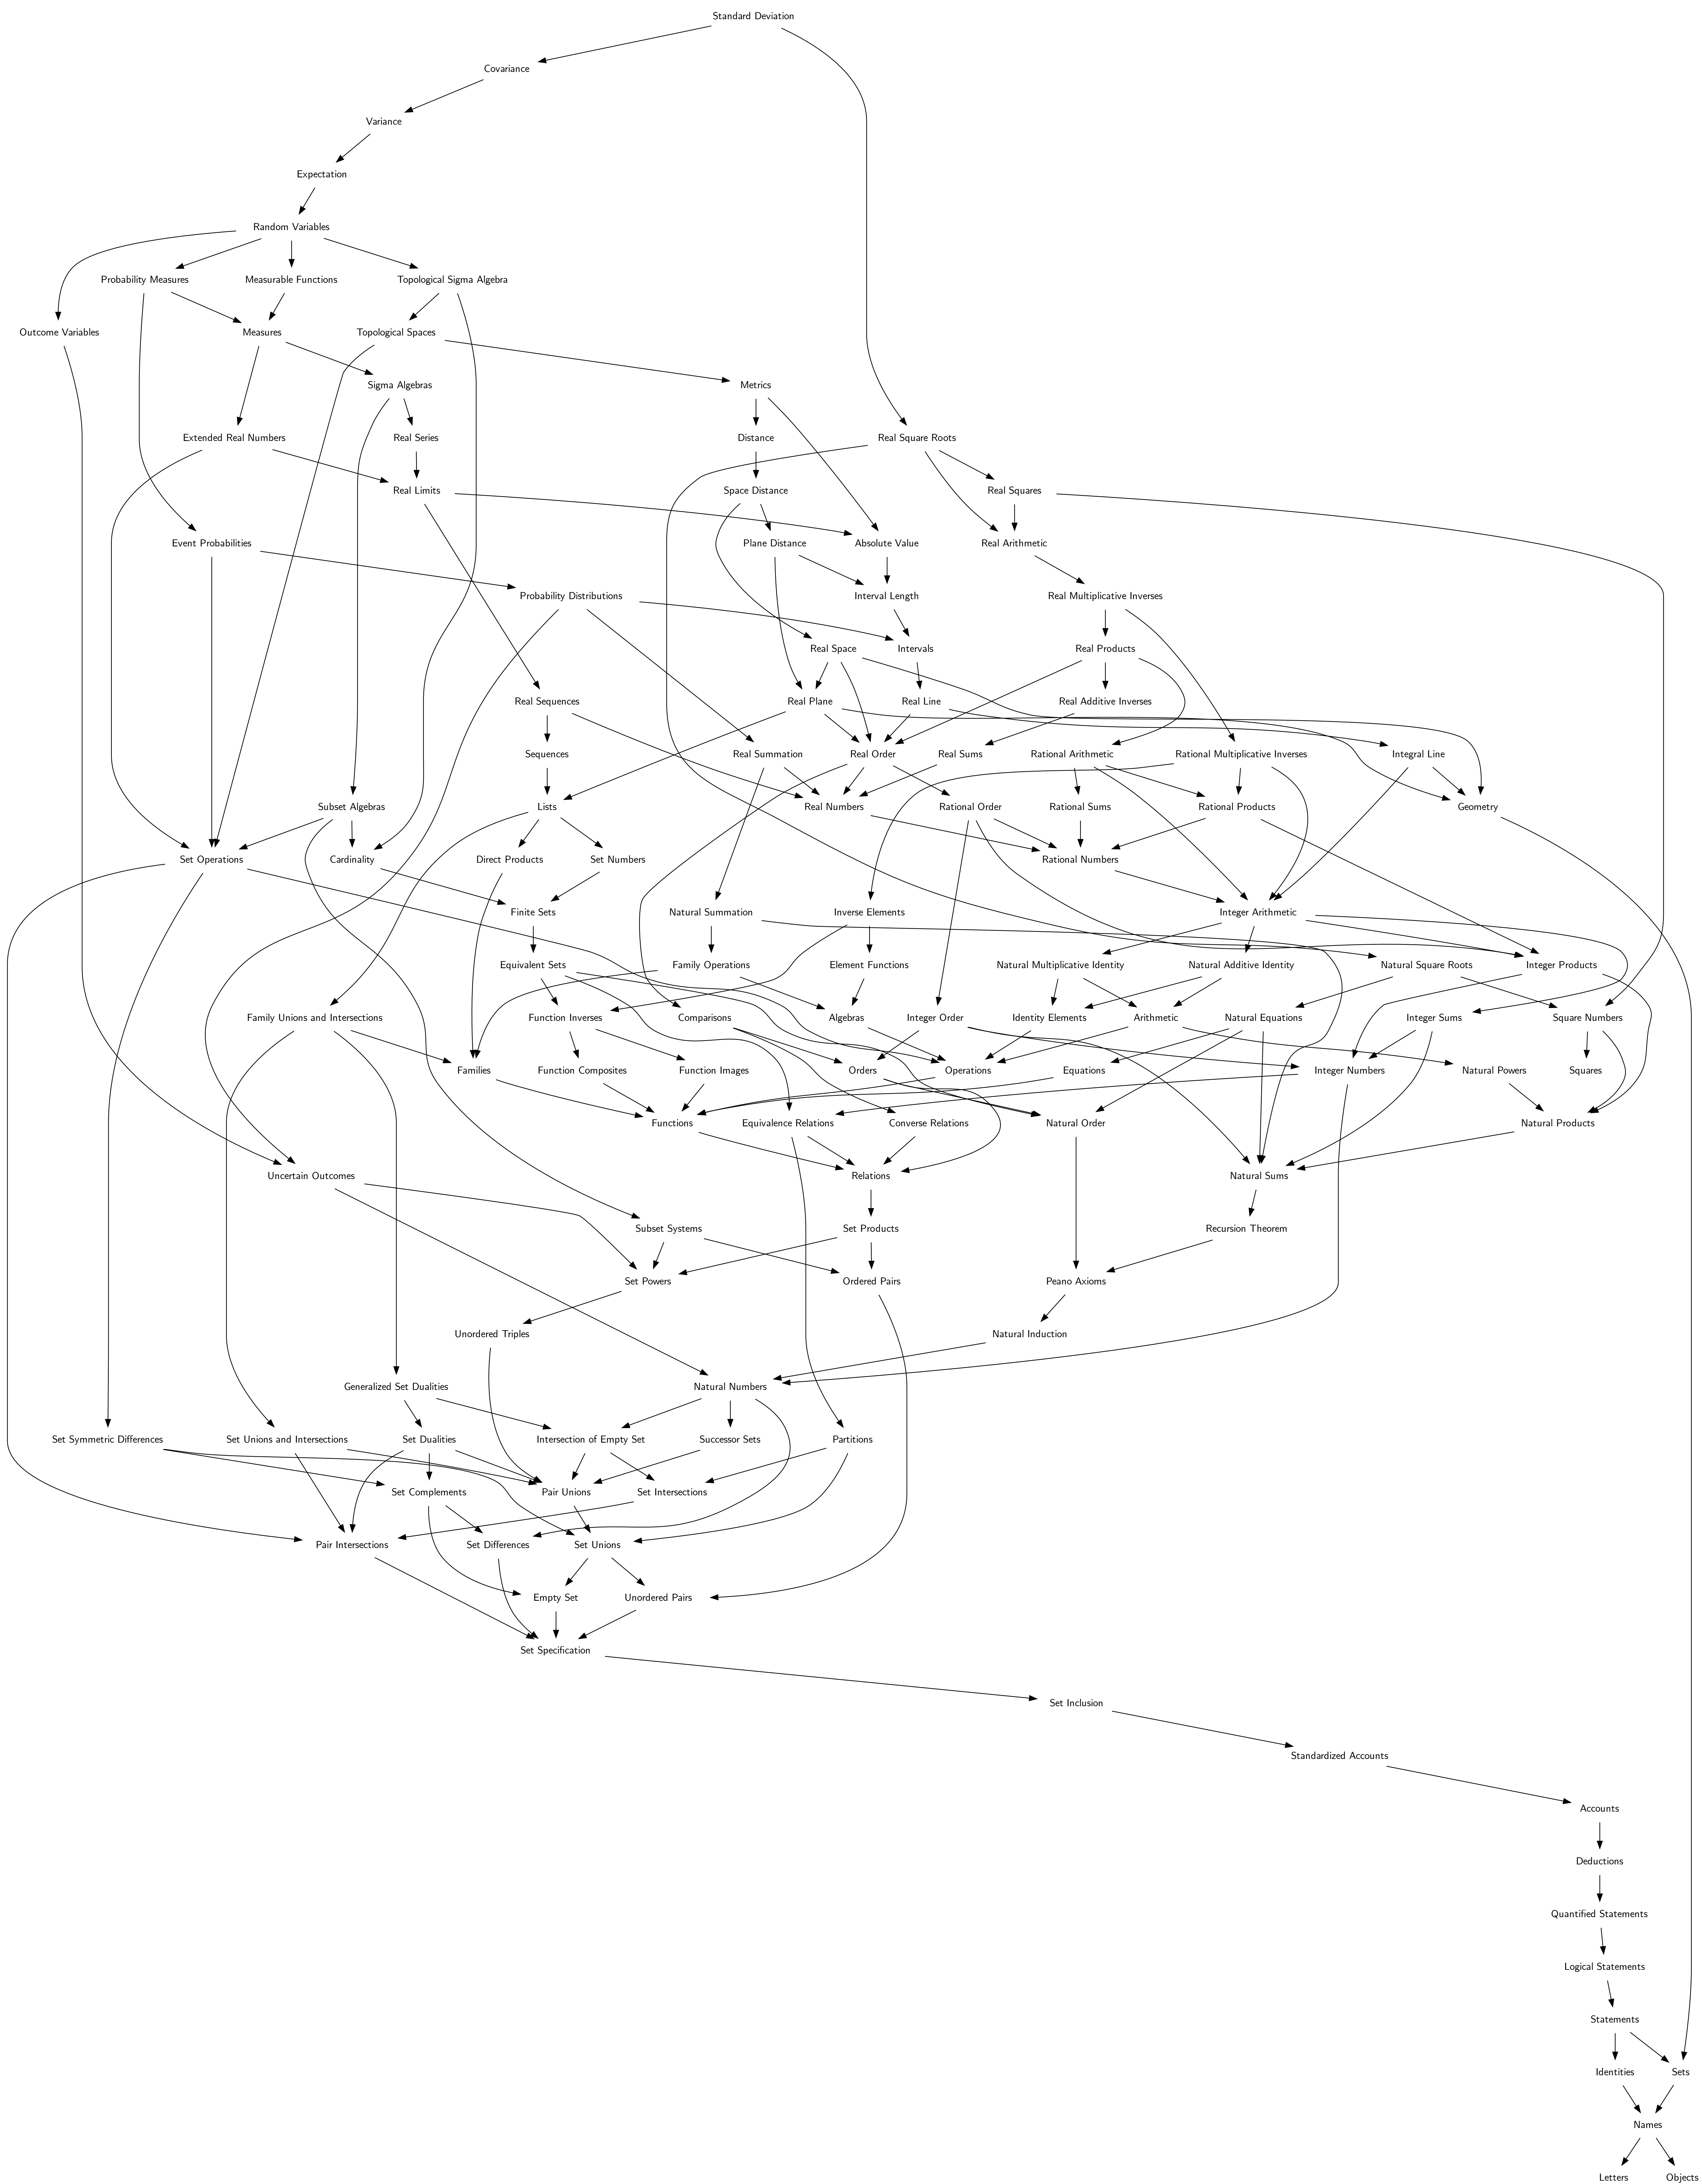 Standard Deviation
Covariance
Variance
Expectation
Random Variables
Probability Measures
Measurable Functions
Topological Sigma Algebra
Outcome Variables
Measures
Topological Spaces
Sigma Algebras
Metrics
Extended Real Numbers
Real Series
Distance
Real Square Roots
Real Limits
Space Distance
Real Squares
Event Probabilities
Plane Distance
Absolute Value
Real Arithmetic
Probability Distributions
Interval Length
Real Multiplicative Inverses
Real Space
Intervals
Real Products
Real Sequences
Real Plane
Real Line
Real Additive Inverses
Sequences
Real Summation
Real Order
Real Sums
Rational Arithmetic
Rational Multiplicative Inverses
Integral Line
Subset Algebras
Lists
Real Numbers
Rational Order
Rational Sums
Rational Products
Geometry
Set Operations
Cardinality
Direct Products
Set Numbers
Rational Numbers
Finite Sets
Natural Summation
Inverse Elements
Integer Arithmetic
Equivalent Sets
Family Operations
Element Functions
Natural Multiplicative Identity
Natural Additive Identity
Natural Square Roots
Integer Products
Family Unions and Intersections
Function Inverses
Comparisons
Algebras
Integer Order
Identity Elements
Arithmetic
Natural Equations
Integer Sums
Square Numbers
Families
Function Composites
Function Images
Orders
Operations
Equations
Integer Numbers
Natural Powers
Squares
Functions
Equivalence Relations
Converse Relations
Natural Order
Natural Products
Uncertain Outcomes
Relations
Natural Sums
Subset Systems
Set Products
Recursion Theorem
Set Powers
Ordered Pairs
Peano Axioms
Unordered Triples
Natural Induction
Generalized Set Dualities
Natural Numbers
Set Symmetric Differences
Set Unions and Intersections
Set Dualities
Intersection of Empty Set
Successor Sets
Partitions
Set Complements
Pair Unions
Set Intersections
Pair Intersections
Set Differences
Set Unions
Empty Set
Unordered Pairs
Set Specification
Set Inclusion
Standardized Accounts
Accounts
Deductions
Quantified Statements
Logical Statements
Statements
Identities
Sets
Names
Letters
Objects